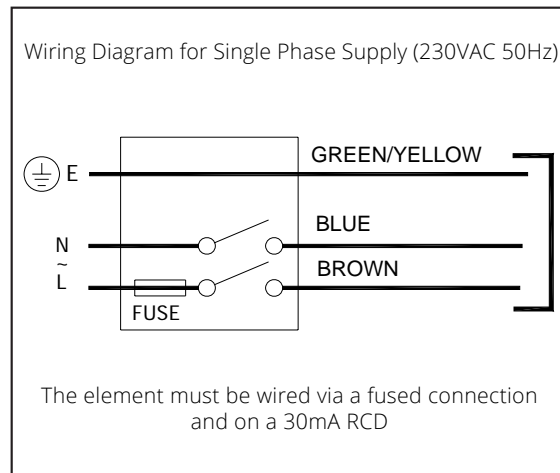 Wiring Diagram for Single Phase Supply (230VAC 50Hz)
GREEN/YELLOW
E
BLUE
N
~
BROWN
L
FUSE
The element must be wired via a fused connection
and on a 30mA RCD